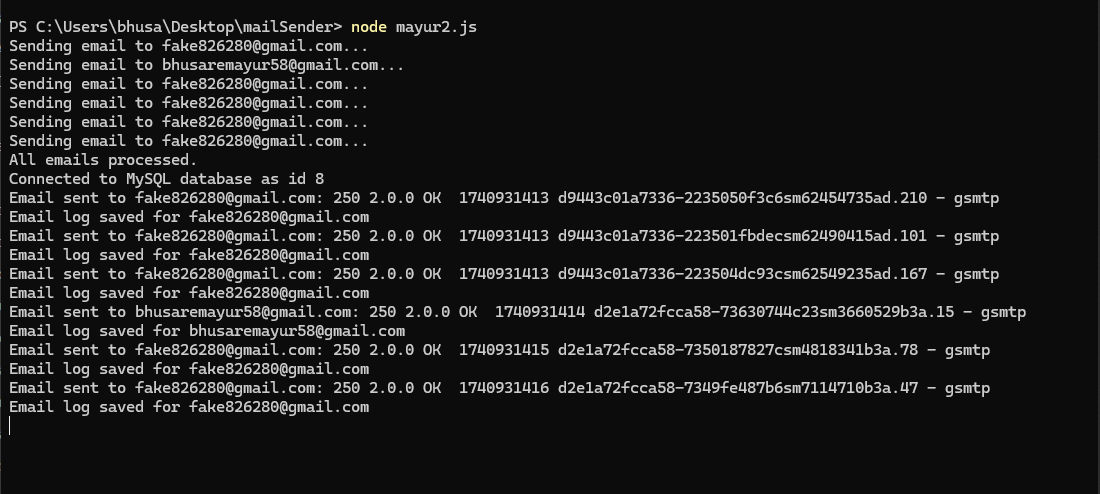 PS C:\Users\bhusa\Desktop\mailSender> node mayur2.js
Sending email to fake826280@gmail.com...
Sending email to bhusaremayur58@gmail.com...
Sending email to fake826280@gmail.com...
Sending email to fake826280@gmail.com...
Sending email to fake826280@gmail.com...
Sending email to fake826280@gmail.com...
All emails processed.
Connected to MySQL database as id 8
Email sent to fake826280@gmail.com: 250 2.0.0 OK  1740931413 d9443c01a7336-2235050f3c6sm62454735ad.210 - gsmtp
Email log saved for fake826280@gmail.com
Email sent to fake826280@gmail.com: 250 2.0.0 OK  1740931413 d9443c01a7336-223501fbdecsm62490415ad.101 - gsmtp
Email log saved for fake826280@gmail.com
Email sent to fake826280@gmail.com: 250 2.0.0 OK  1740931413 d9443c01a7336-223504dc93csm62549235ad.167 - gsmtp
Email log saved for fake826280@gmail.com
Email sent to bhusaremayur58@gmail.com: 250 2.0.0 OK  1740931414 d2e1a72fcca58-73630744c23sm3660529b3a.15 - gsmtp
Email log saved for bhusaremayur58@gmail.com
Email sent to fake826280@gmail.com: 250 2.0.0 OK  1740931415 d2e1a72fcca58-7350187827csm4818341b3a.78 - gsmtp
Email log saved for fake826280@gmail.com
Email sent to fake826280@gmail.com: 250 2.0.0 OK  1740931416 d2e1a72fcca58-7349fe487b6sm7114710b3a.47 - gsmtp
Email log saved for fake826280@gmail.com